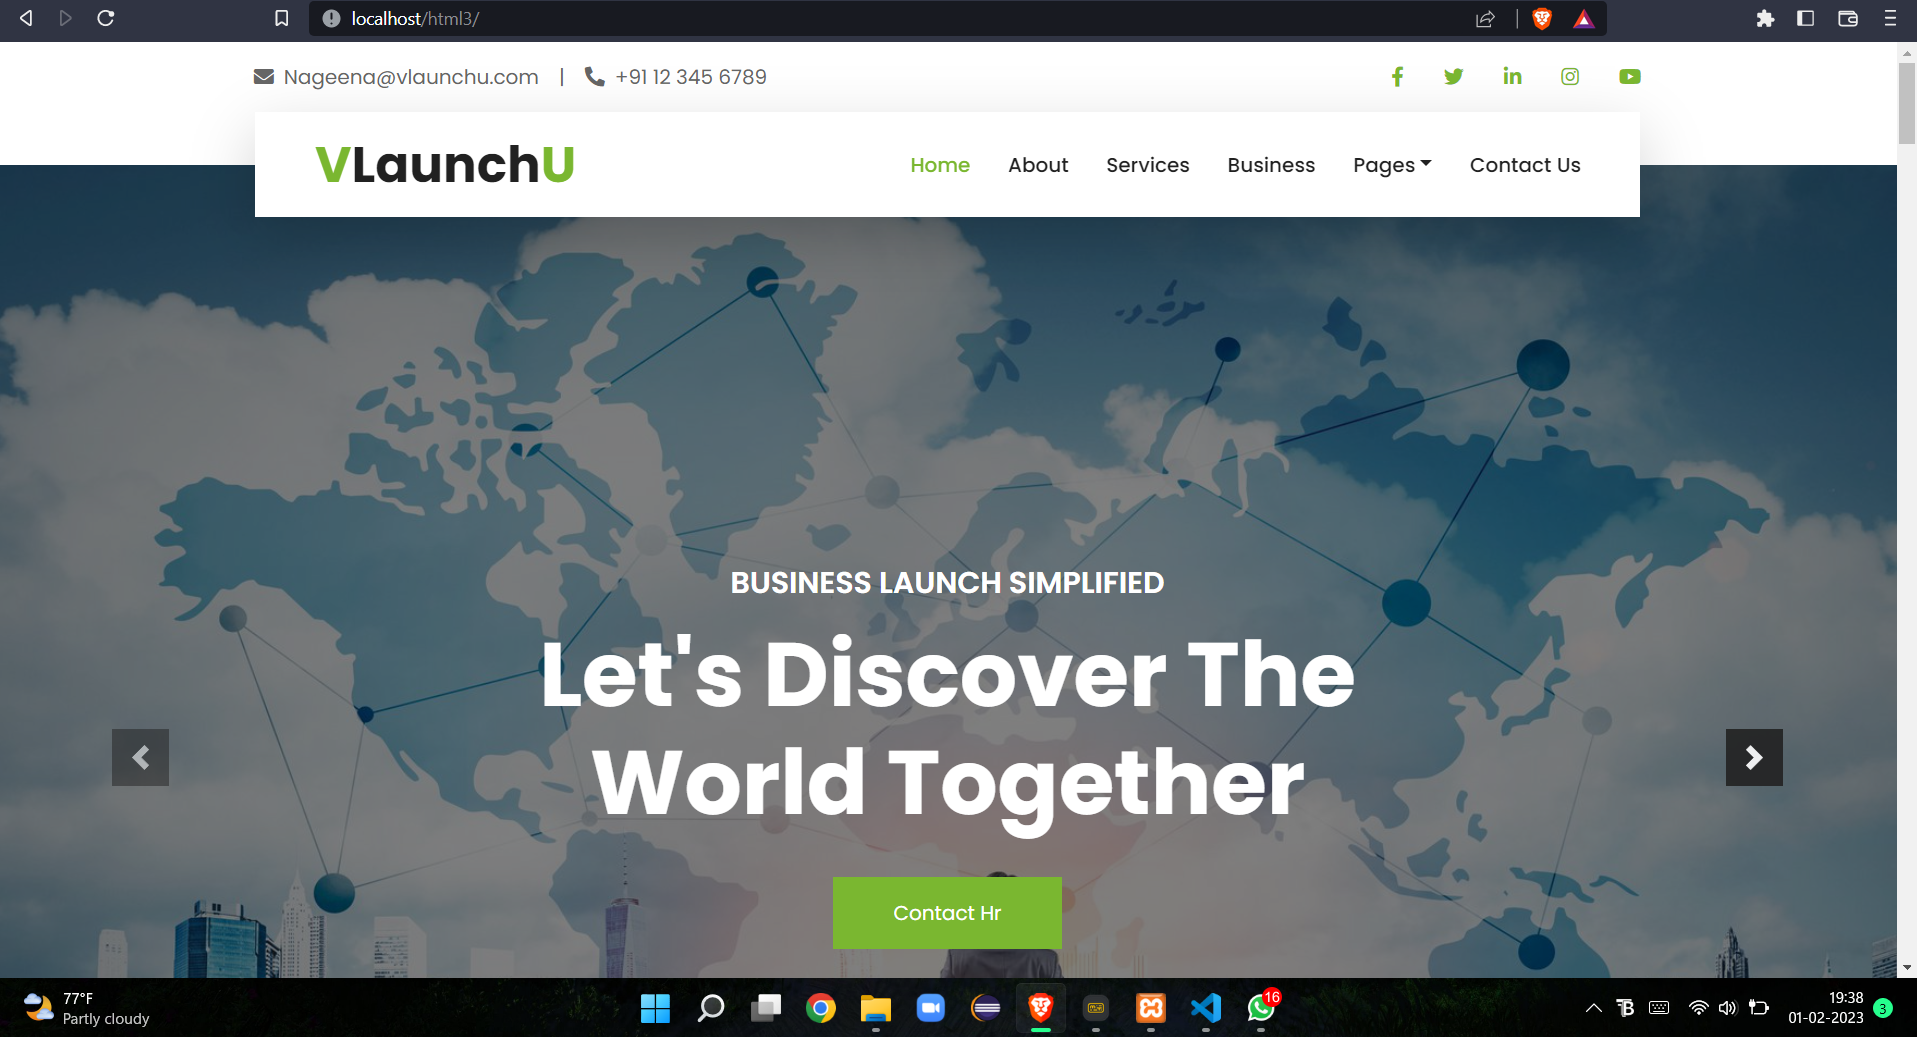 localhost/html3/
Nageena@vlaunchu.com | +91 12 345 6789
VLaunchU
Home About Services Business Pages Contact Us
BUSINESS LAUNCH SIMPLIFIED
Let's Discover The
World Together
Contact Hr
77°F
Partly cloudy
16
19:38
01-02-2023
3